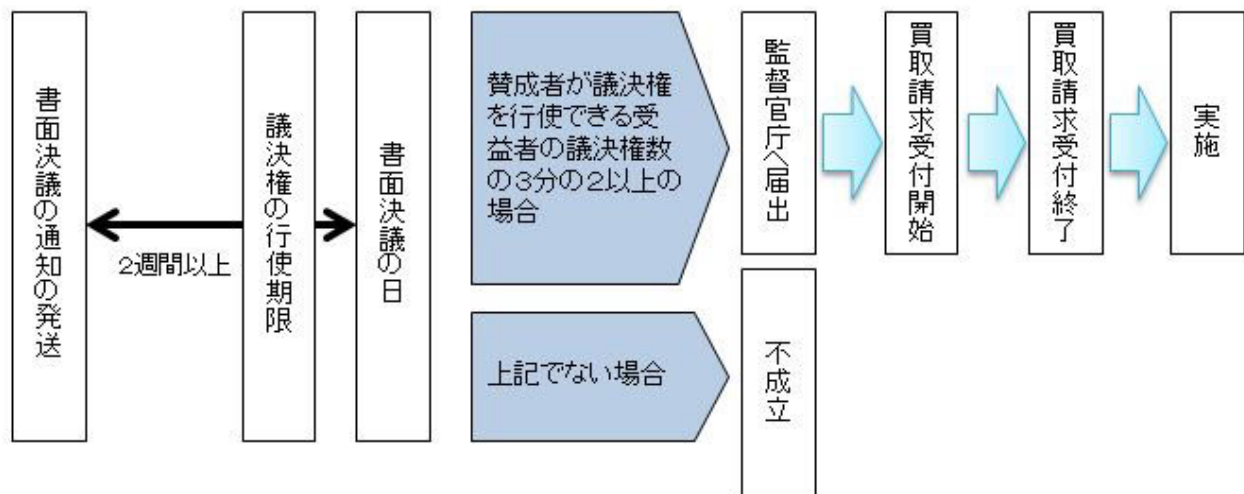 書面決議の通知の発送
2週間以上
議決権の行使期限
書面決議の日
賛成者が議決権
を行使できる受
益者の議決権数
の3分の2以上の
場合
監督官庁へ届出
買取請求受付開始
買取請求受付終了
実施
上記でない場合
不成立